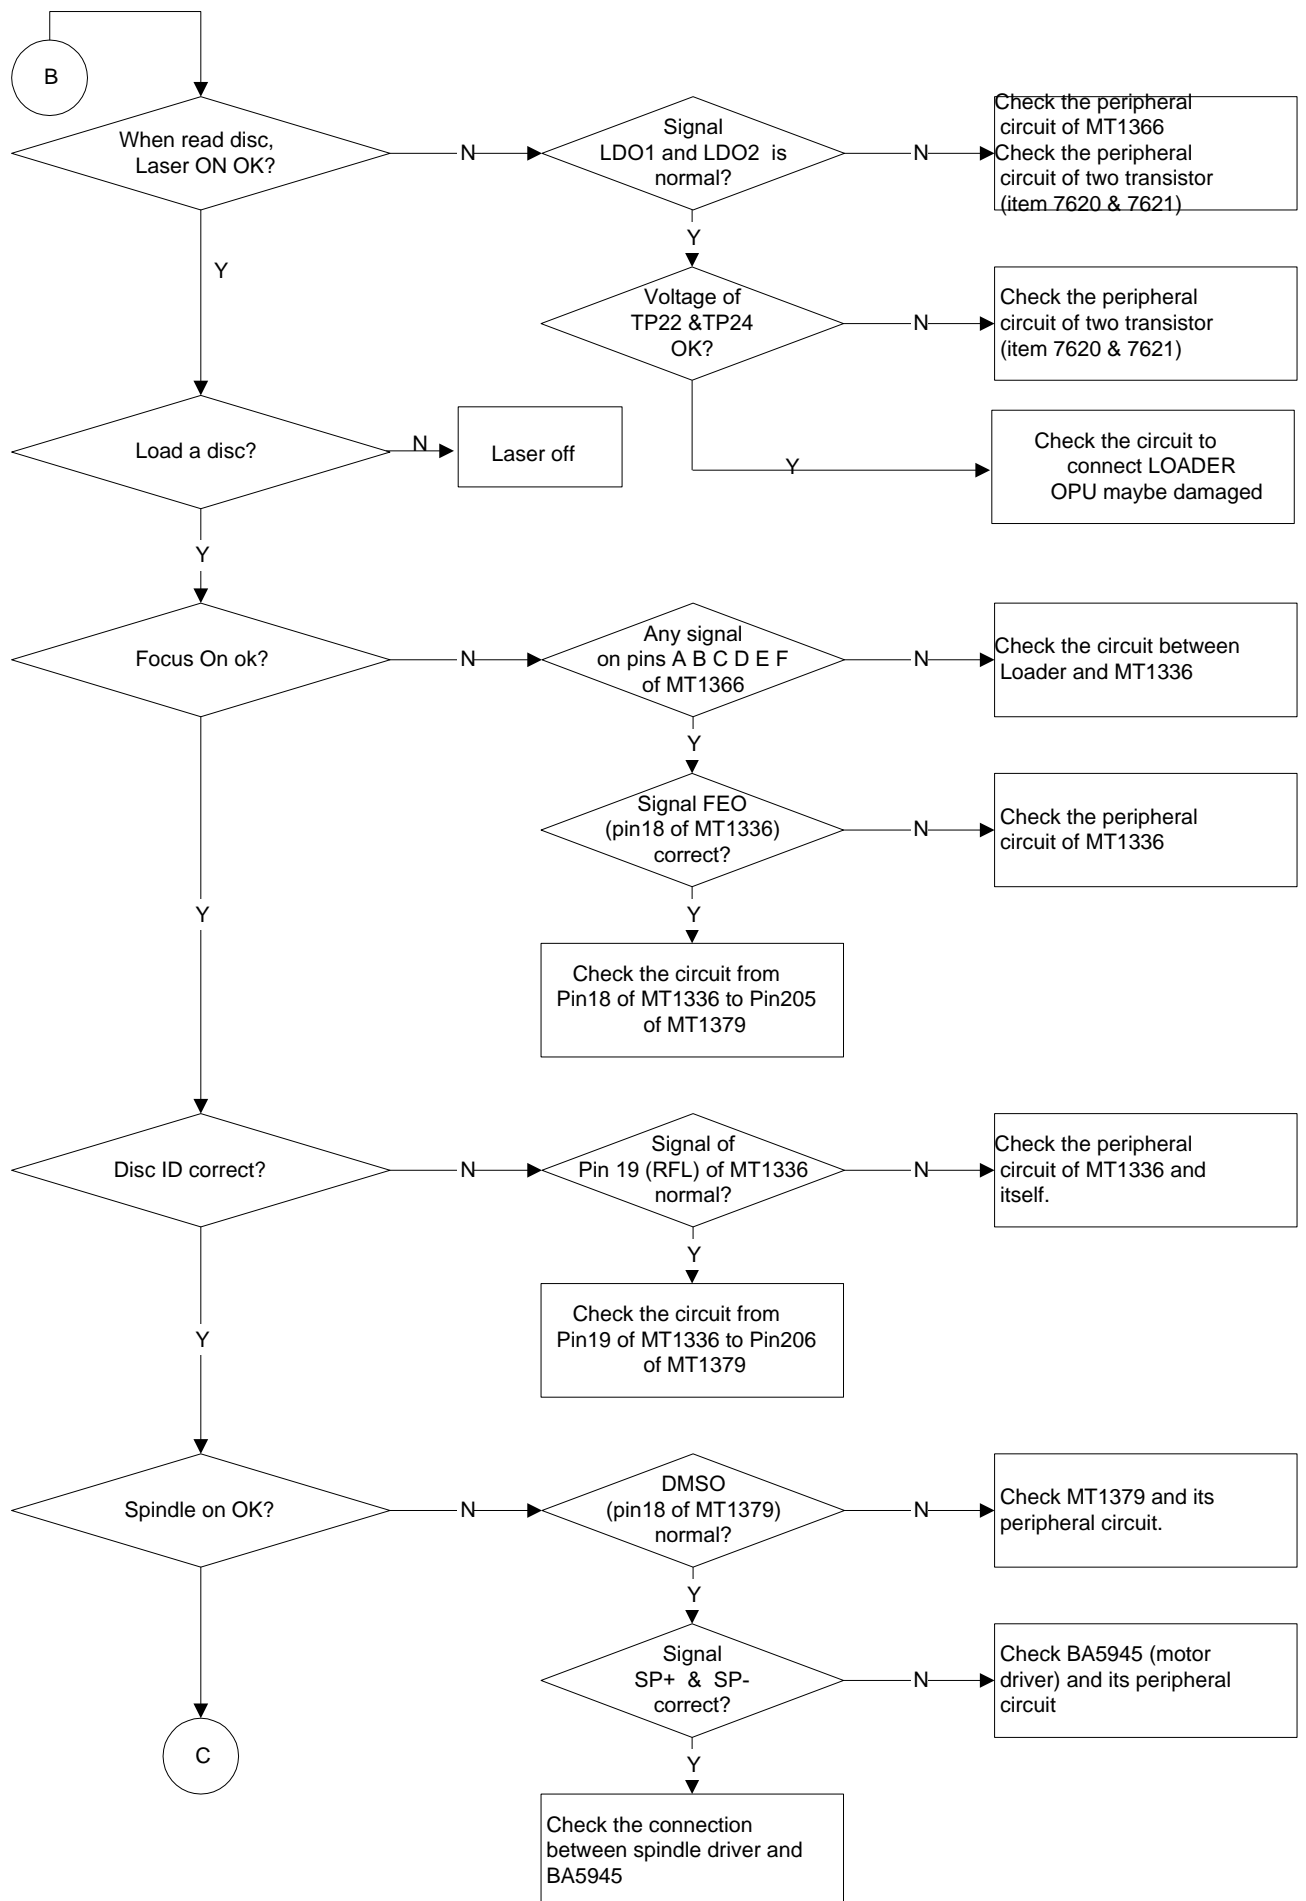 B
When read disc,
Laser ON OK?
N
Signal
LDO1 and LDO2 is
normal?
N
Check the peripheral
circuit of MT1366
Check the peripheral
circuit of two transistor
(item 7620 & 7621)
Y
Y
Voltage of
TP22 &TP24
OK?
N
Check the peripheral
circuit of two transistor
(item 7620 & 7621)
Load a disc?
N
Laser off
Y
Check the circuit to
connect LOADER
OPU maybe damaged
Y
Focus On ok?
N
Any signal
on pins A B C D E F
of MT1366
N
Check the circuit between
Loader and MT1336
Y
Signal FEO
(pin18 of MT1336)
correct?
N
Check the peripheral
circuit of MT1336
Y
Y
Check the circuit from
Pin18 of MT1336 to Pin205
of MT1379
Disc ID correct?
N
Signal of
Pin 19 (RFL) of MT1336
normal?
N
Check the peripheral
circuit of MT1336 and
itself.
Y
Check the circuit from
Pin19 of MT1336 to Pin206
of MT1379
Y
Spindle on OK?
N
DMSO
(pin18 of MT1379)
normal?
N
Check MT1379 and its
peripheral circuit.
Y
Signal
SP+ & SP-
correct?
N
Check BA5945 (motor
driver) and its peripheral
circuit
C
Y
Check the connection
between spindle driver and
BA5945